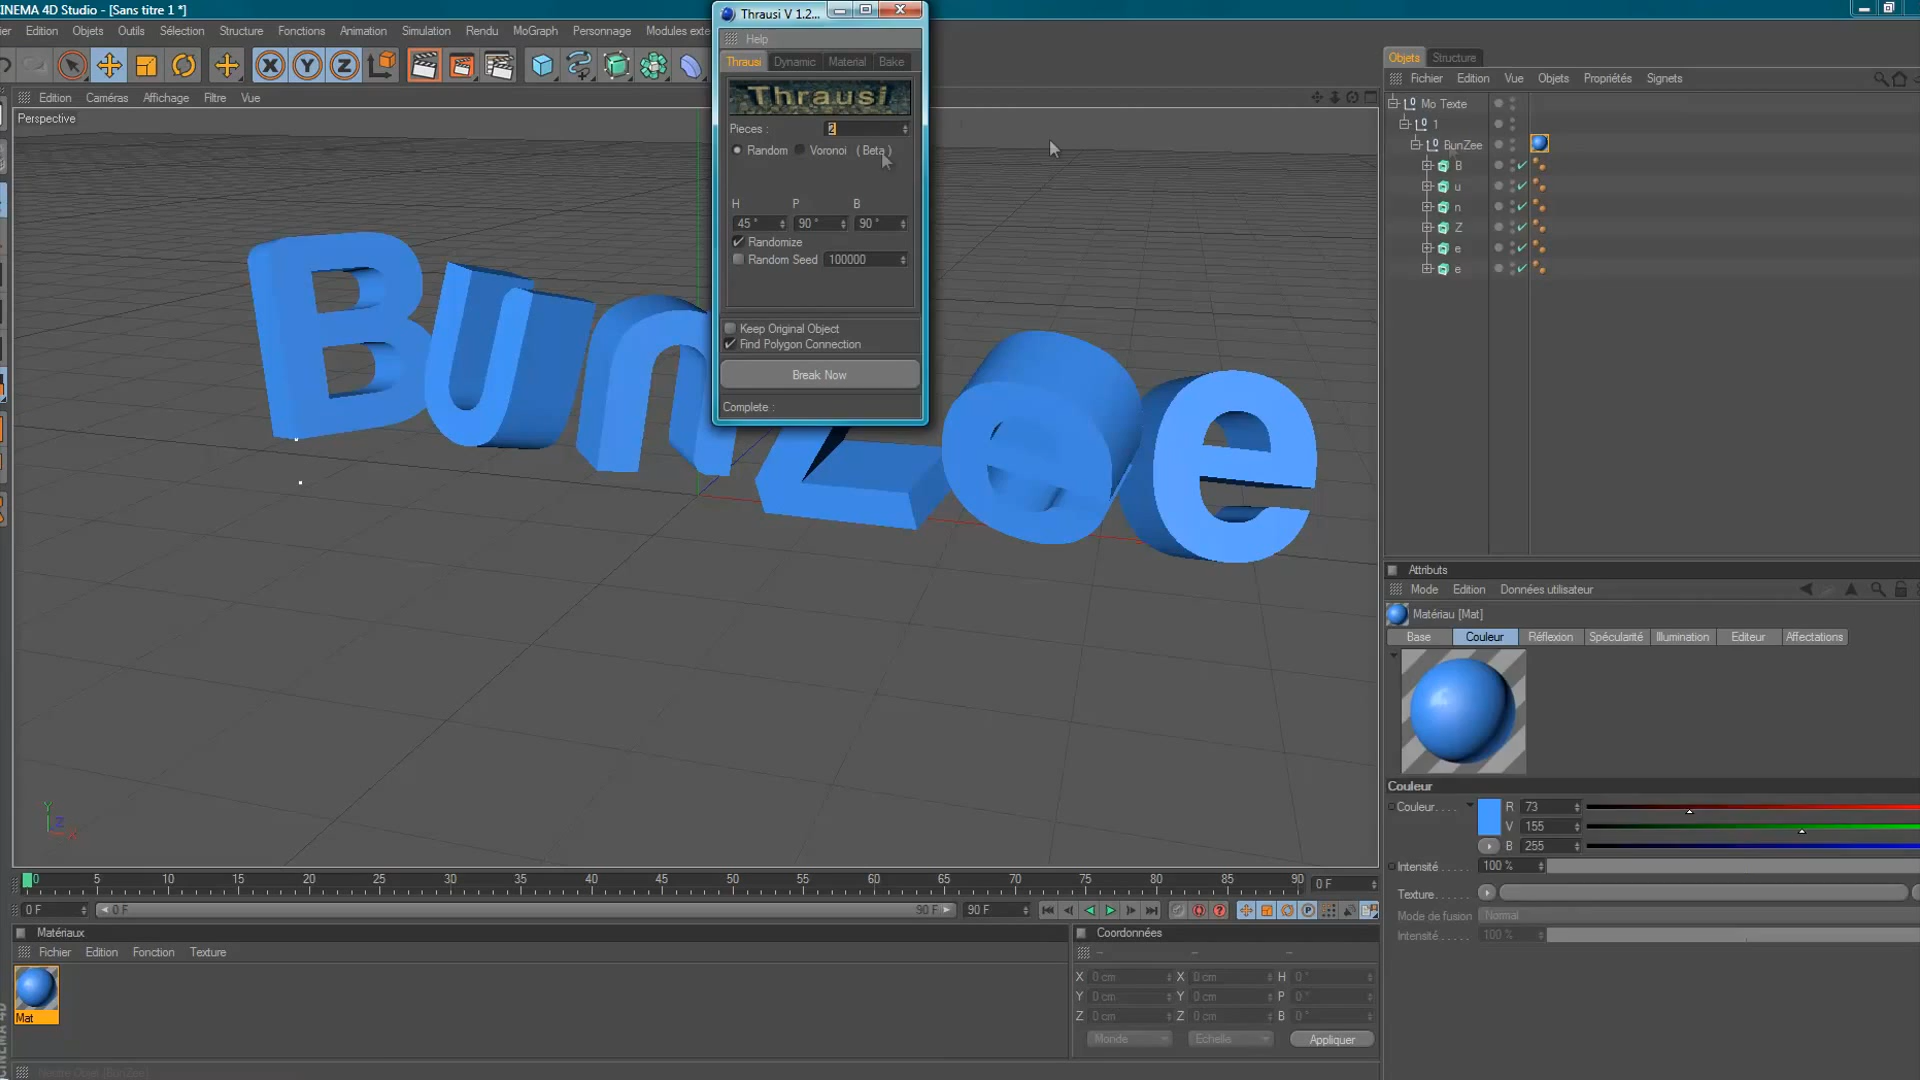 CINEMA 4D Studio - [Sans titre 1 *]
Edition Objets Outils Sélection Structure Fonctions Animation Simulation Rendu MoGraph Personnage Modules exte
Edition Caméras Affichage Filtre Vue
Perspective
BunZee
Thrausi V 1.2...
Help
Thrausi Dynamic Material Bake
Thrausi
Pieces : 2
Random Voronoi ( Beta )
H P B
45 ° 90 ° 90 °
Randomize
Random Seed 100000
Keep Original Object
Find Polygon Connection
Break Now
Complete :
Objets Structure
Fichier Edition Vue Objets Propriétés Signets
Mo Texte
1
BunZee
B
u
n
Z
e
e
Attributs
Mode Edition Données utilisateur
Matériau [Mat]
Base Couleur Réflexion Spécularité Illumination Editeur Affectations
Couleur
Couleur. . . . R 73
V 155
B 255
Intensité. . . . . 100 %
Texture. . . . .
Mode de fusion Normal
Intensité. . . . . 100 %
0 5 10 15 20 25 30 35 40 45 50 55 60 65 70 75 80 85 90 0 F
0 F 0 F 90 F 90 F
Matériaux
Fichier Edition Fonction Texture
Mat
Coordonnées
X 0 cm X 0 cm H 0 °
Y 0 cm Y 0 cm P 0 °
Z 0 cm Z 0 cm B 0 °
Monde Echelle Appliquer
CINEMA 4D